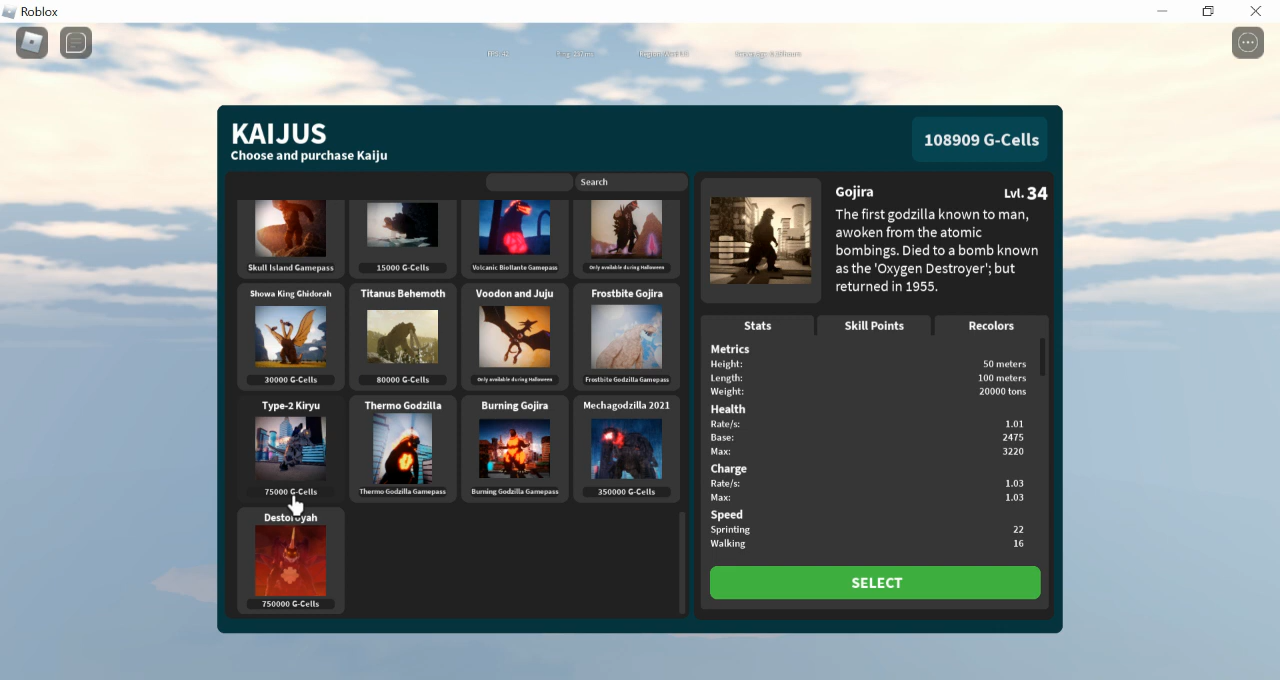 Roblox
KAIJUS
Choose and purchase Kaiju
108909 G-Cells
Search
Skull Island Gamepass
15000 G-Cells
Volcanic Biollante Gamepass
Only available during Halloween
Showa King Ghidorah
Titanus Behemoth
Voodon and Juju
Frostbite Gojira
30000 G-Cells
80000 G-Cells
Only available during Halloween
Frostbite Godzilla Gamepass
Type-2 Kiryu
Thermo Godzilla
Burning Gojira
Mechagodzilla 2021
75000 G-Cells
Thermo Godzilla Gamepass
Burning Godzilla Gamepass
350000 G-Cells
Destoroyah
750000 G-Cells
Gojira
Lvl. 34
The first godzilla known to man,
awoken from the atomic
bombings. Died to a bomb known
as the 'Oxygen Destroyer'; but
returned in 1955.
Stats
Skill Points
Recolors
Metrics
Height: 50 meters
Length: 100 meters
Weight: 20000 tons
Health
Rate/s: 1.01
Base: 2475
Max: 3220
Charge
Rate/s: 1.03
Max: 1.03
Speed
Sprinting 22
Walking 16
SELECT